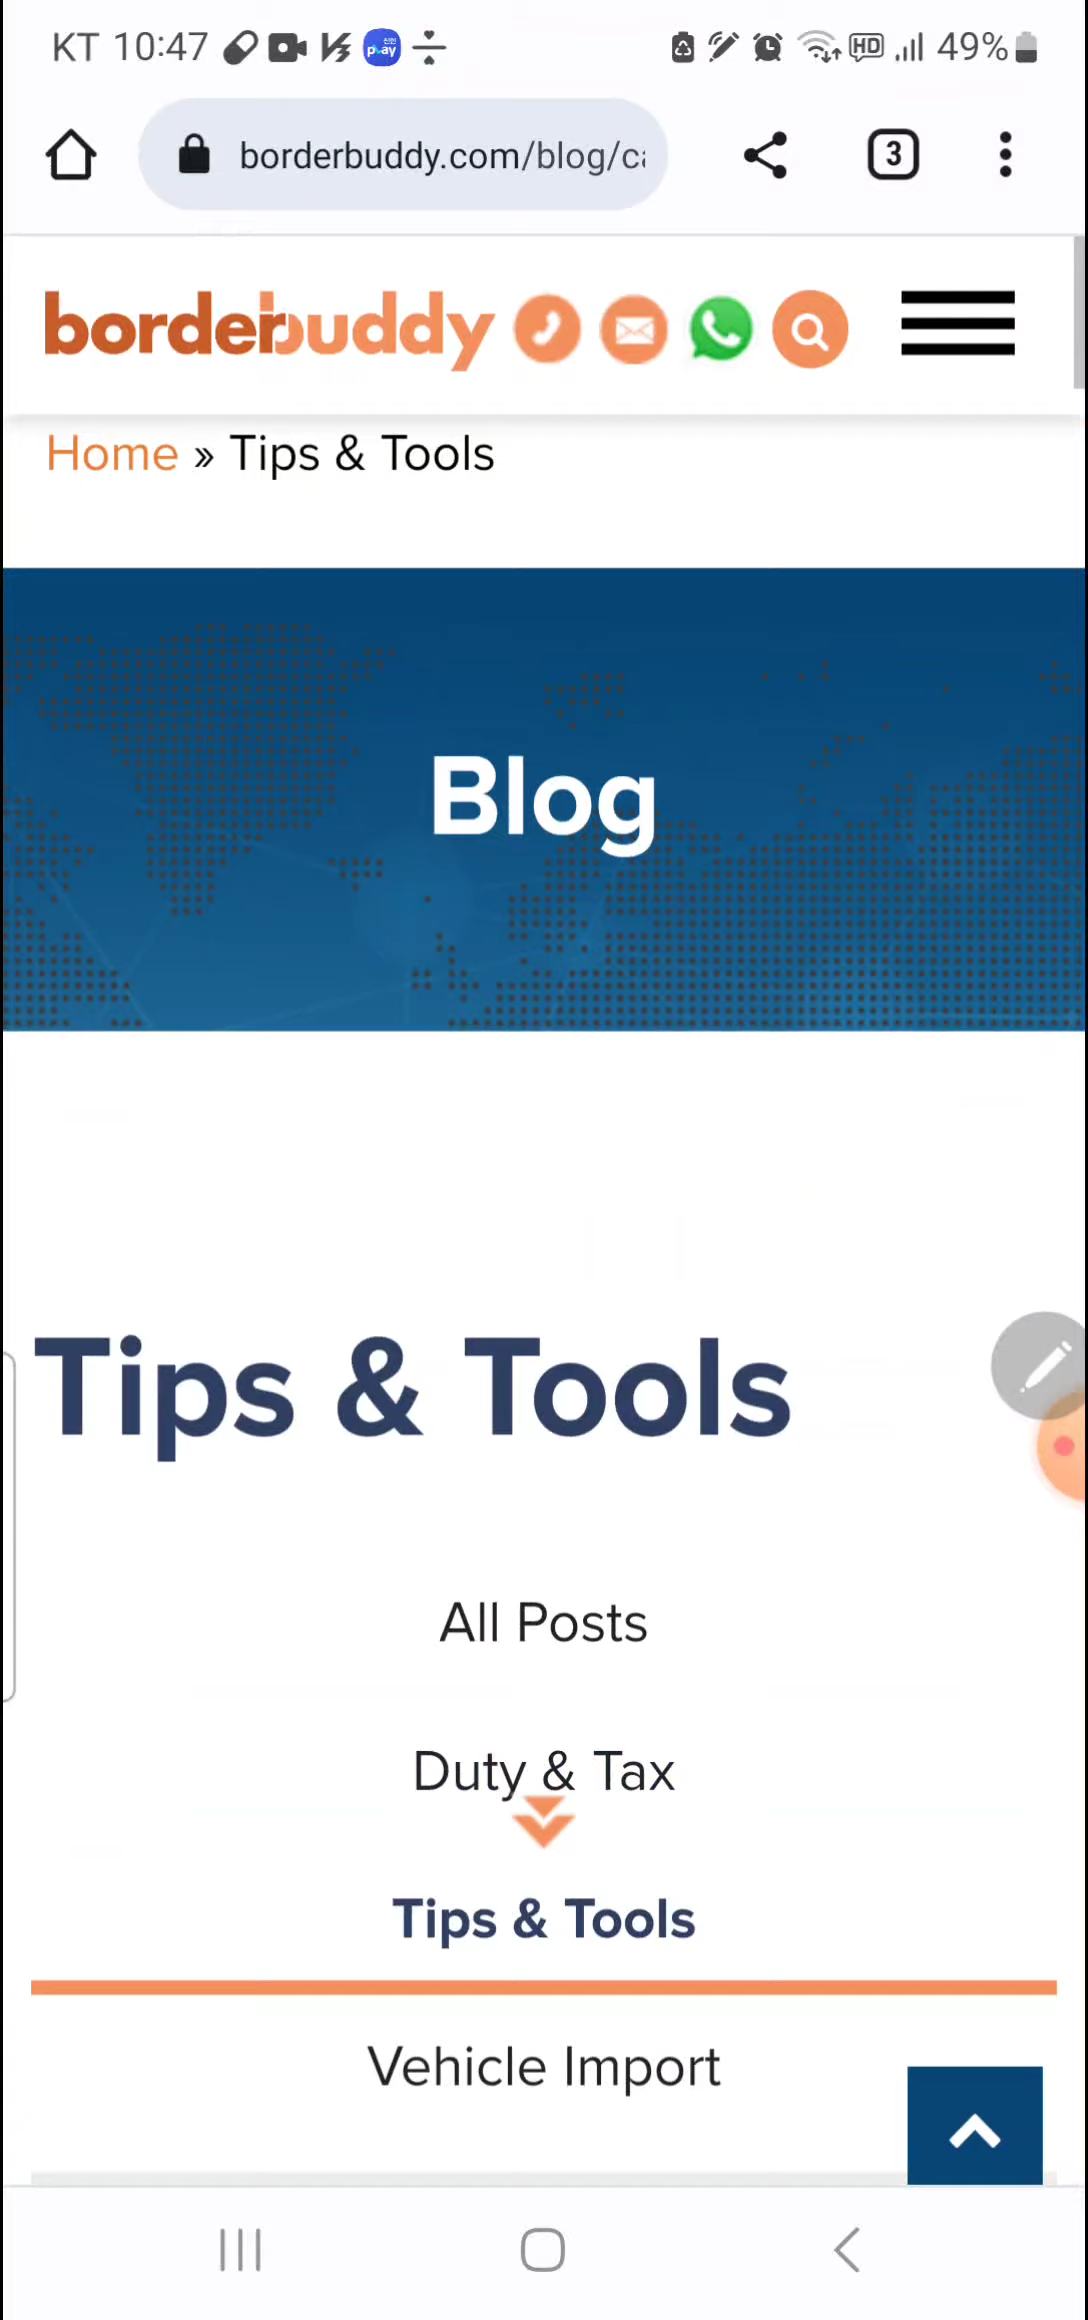 KT 10:47 49%
borderbuddy.com/blog/ca
3
borderbuddy
Home » Tips & Tools
Blog
Tips & Tools
All Posts
Duty & Tax
Tips & Tools
Vehicle Import